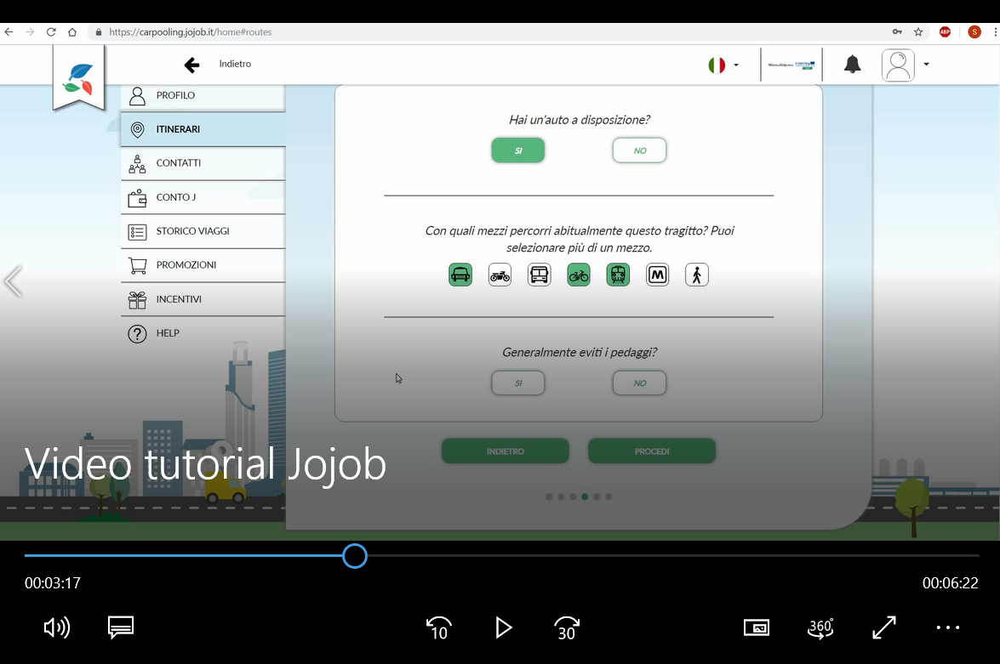 https://carpooling.jojob.it/home#routes
ABP
S
Indietro
PROFILO
ITINERARI
CONTATTI
CONTO J
STORICO VIAGGI
PROMOZIONI
INCENTIVI
HELP
Hai un'auto a disposizione?
SI NO
Con quali mezzi percorri abitualmente questo tragitto? Puoi
selezionare più di un mezzo.
M
Generalmente eviti i pedaggi?
SI NO
INDIETRO PROCEDI
Video tutorial Jojob
00:03:17 00:06:22
10 30 360°